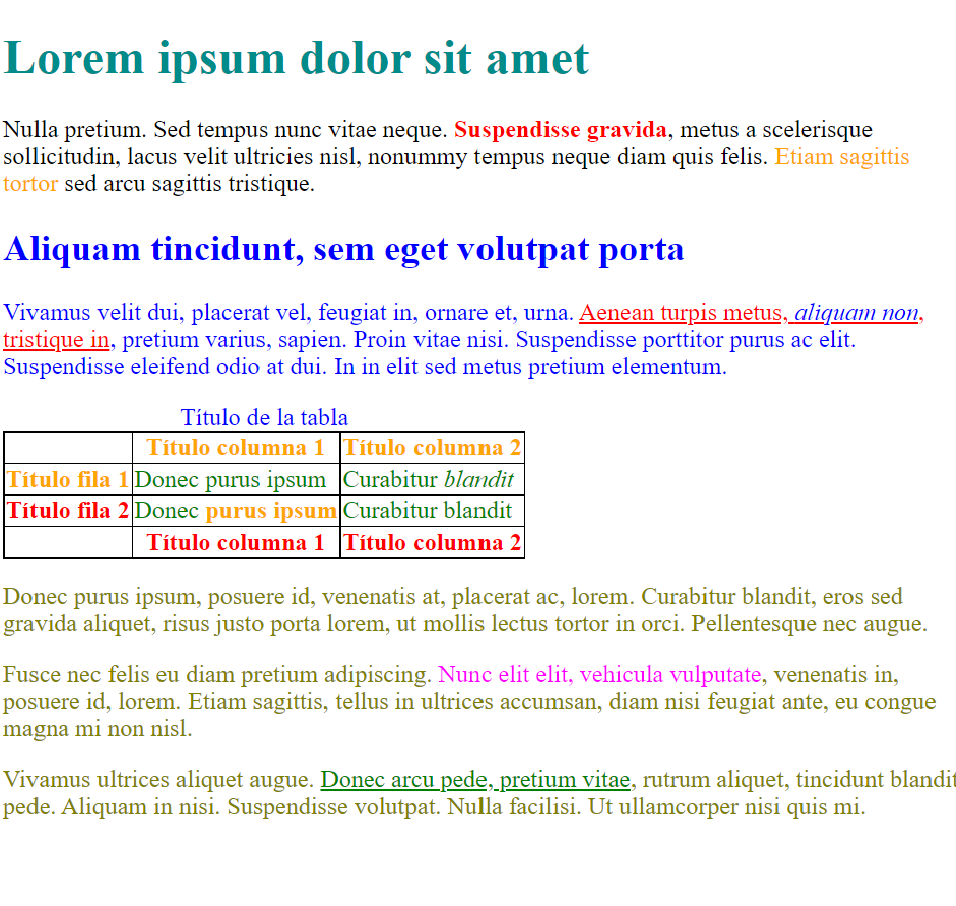 Lorem ipsum dolor sit amet
Nulla pretium. Sed tempus nunc vitae neque. Suspendisse gravida, metus a scelerisque
sollicitudin, lacus velit ultricies nisl, nonummy tempus neque diam quis felis. Etiam sagittis
tortor sed arcu sagittis tristique.
Aliquam tincidunt, sem eget volutpat porta
Vivamus velit dui, placerat vel, feugiat in, ornare et, urna. Aenean turpis metus, aliquam non,
tristique in, pretium varius, sapien. Proin vitae nisi. Suspendisse porttitor purus ac elit.
Suspendisse eleifend odio at dui. In in elit sed metus pretium elementum.
Título de la tabla
Título columna 1 Título columna 2
Título fila 1 Donec purus ipsum Curabitur blandit
Título fila 2 Donec purus ipsum Curabitur blandit
Título columna 1 Título columna 2
Donec purus ipsum, posuere id, venenatis at, placerat ac, lorem. Curabitur blandit, eros sed
gravida aliquet, risus justo porta lorem, ut mollis lectus tortor in orci. Pellentesque nec augue.
Fusce nec felis eu diam pretium adipiscing. Nunc elit elit, vehicula vulputate, venenatis in,
posuere id, lorem. Etiam sagittis, tellus in ultrices accumsan, diam nisi feugiat ante, eu congue
magna mi non nisl.
Vivamus ultrices aliquet augue. Donec arcu pede, pretium vitae, rutrum aliquet, tincidunt blandit
pede. Aliquam in nisi. Suspendisse volutpat. Nulla facilisi. Ut ullamcorper nisi quis mi.